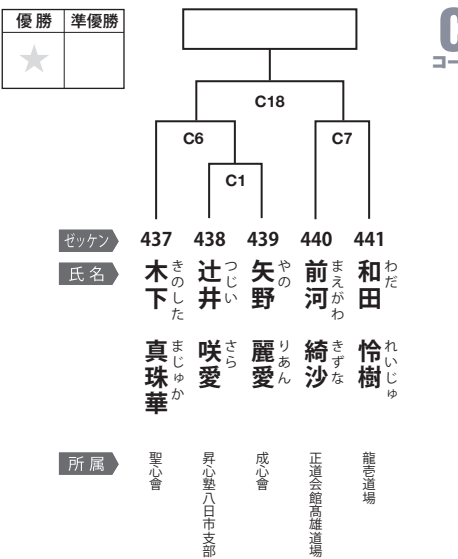 優勝 準優勝
★
C
コー
C18
C6 C7
C1
ゼッケン 437 438 439 440 441
氏名
木下 真珠華
きのした まじゅか
辻井 咲愛
つじい さら
矢野 麗愛
やの りあん
前河 綺沙
まえがわ きずな
和田 怜樹
わだ れいじゅ
所属
聖心會
昇心塾八日市支部
成心會
正道会館髙雄道場
龍壱道場